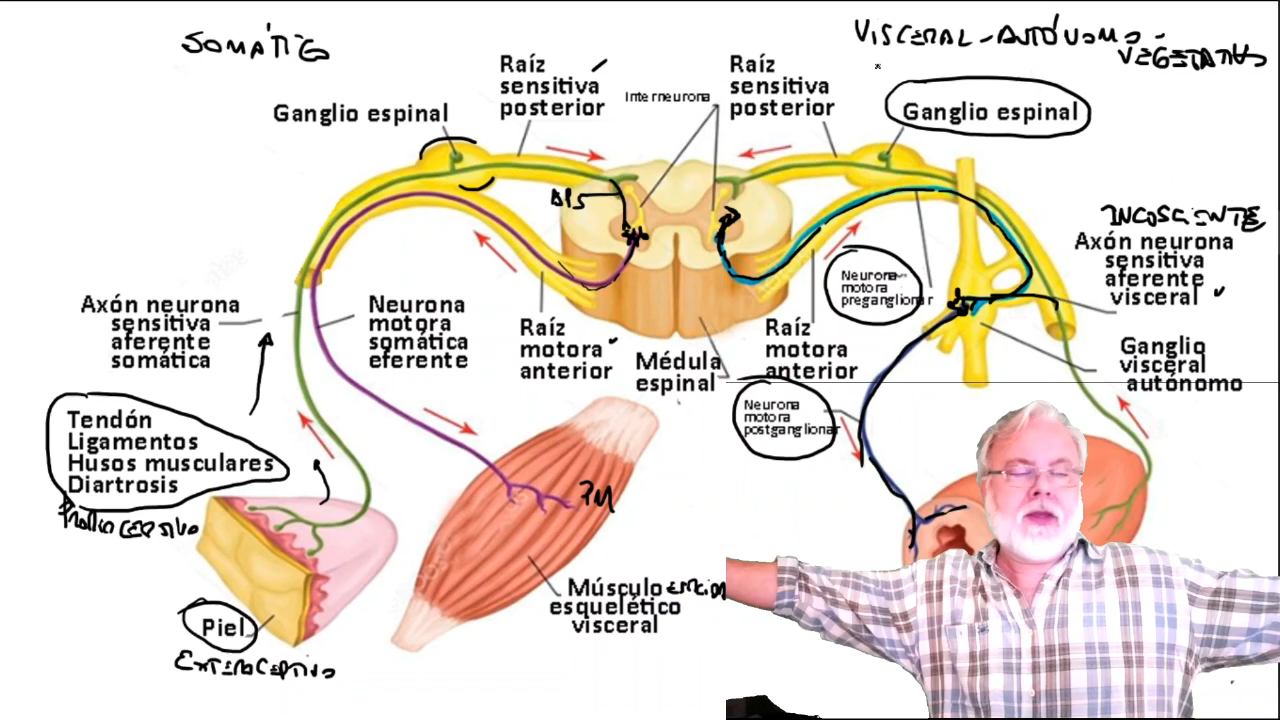 SOMÁTICO
VISCERAL - AUTÓNOMO -
VEGETATIVO
Raíz
sensitiva
posterior
Interneurona
Raíz
sensitiva
posterior
Ganglio espinal
Ganglio espinal
INCOSCIENTE
Axón neurona
sensitiva
aferente
visceral
Neurona
motora
preganglionar
Axón neurona
sensitiva
aferente
somática
Neurona
motora
somática
eferente
Raíz
motora
anterior
Médula
espinal
Raíz
motora
anterior
Ganglio
visceral
autónomo
Neurona
motora
postganglionar
Tendón
Ligamentos
Husos musculares
Diartrosis
PM
Músculo
esquelético
visceral
Piel
EXTEROCEPTIVO